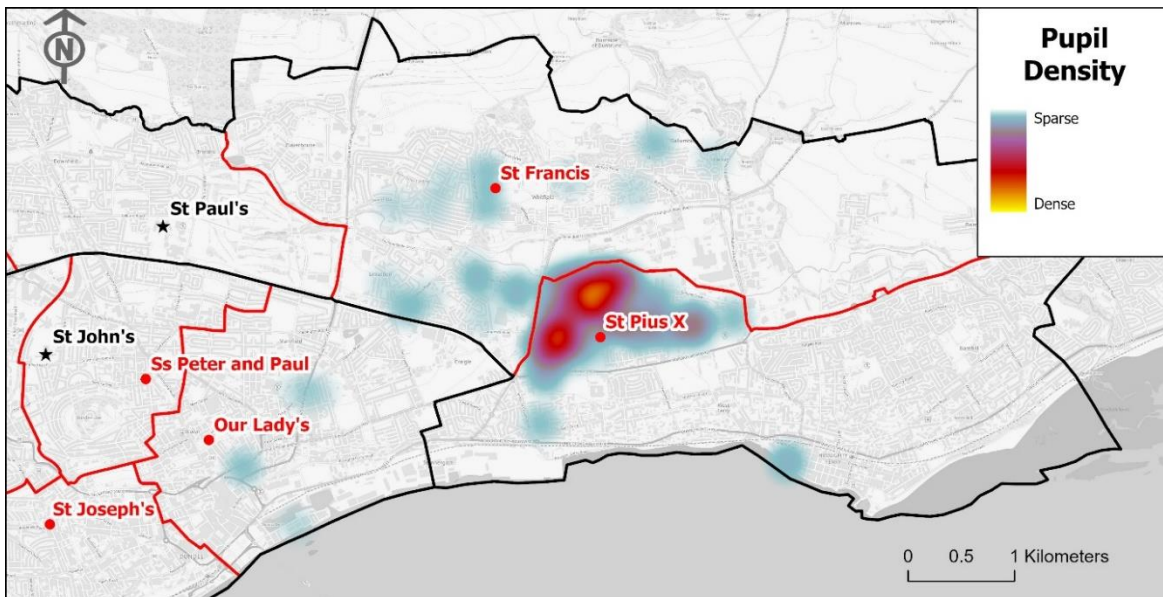 N
Pupil
Density
Sparse
Dense
St Francis
St Paul's
St Pius X
St John's
Ss Peter and Paul
Our Lady's
St Joseph's
0 0.5 1 Kilometers